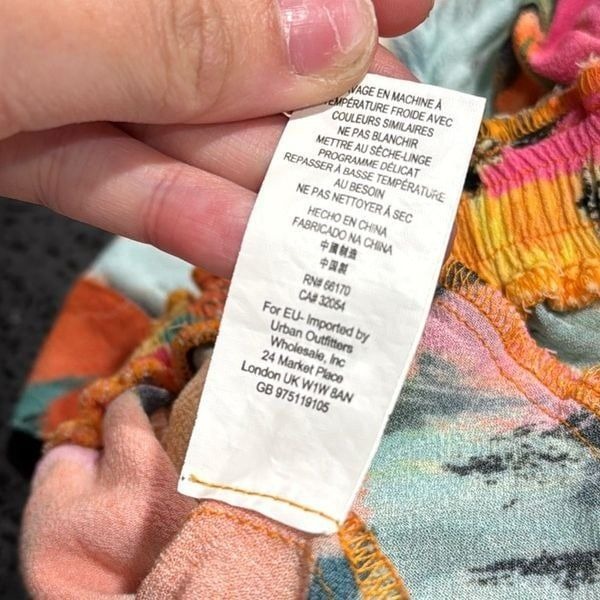 EN MACHINE À
TEMPÉRATURE FROIDE AVEC
COULEURS SIMILAIRES
NE PAS BLANCHIR
METTRE AU SÈCHE-LINGE
PROGRAMME DÉLICAT
REPASSER À BASSE TEMPÉRATURE
AU BESOIN
NE PAS NETTOYER À SEC
HECHO EN CHINA
FABRICADO NA CHINA
中國制造
中国製
RN# 66170
CA# 32054
For EU- Imported by
Urban Outfitters
Wholesale, Inc
24 Market Place
London UK W1W 8AN
GB 975119105